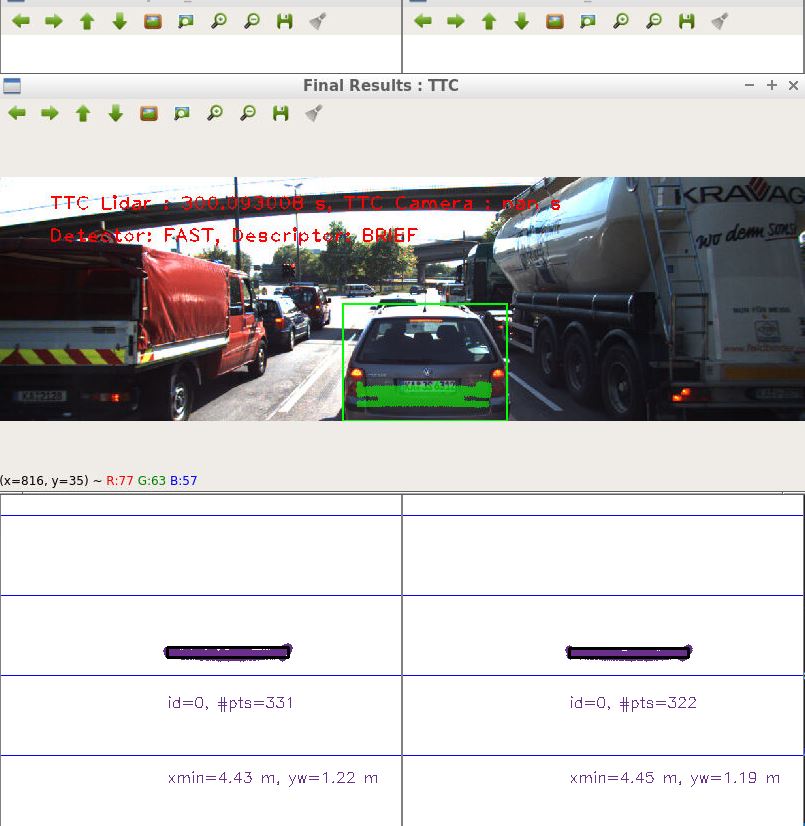 Final Results : TTC
TTC Lidar : 300.093008 s, TTC Camera : nan s
Detector: FAST, Descriptor: BRIEF
KRAVAG
wo dem sonst
(x=816, y=35) ~ R:77 G:63 B:57
id=0, #pts=331
id=0, #pts=322
xmin=4.43 m, yw=1.22 m
xmin=4.45 m, yw=1.19 m